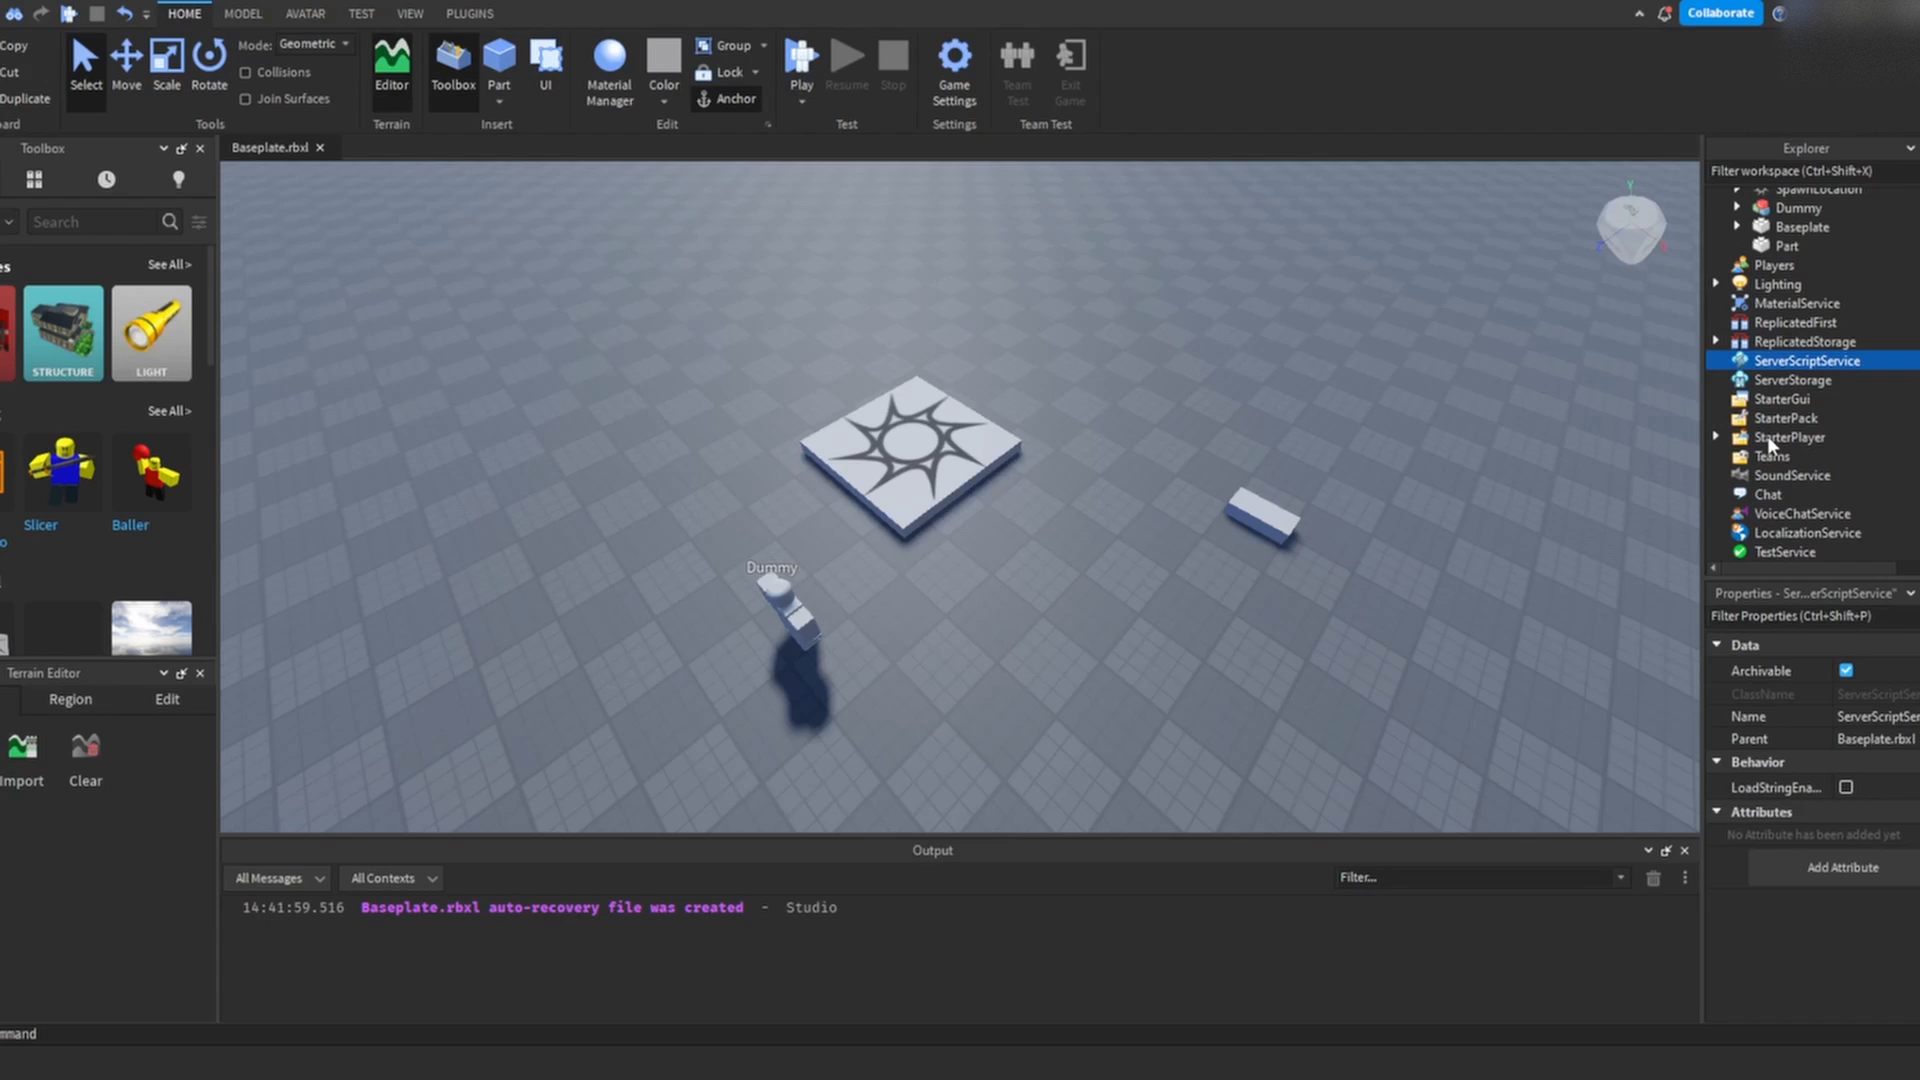 HOME
MODEL
AVATAR
TEST
VIEW
PLUGINS
Collaborate
Copy
Cut
Duplicate
Select
Move
Scale
Rotate
Mode: Geometric
Collisions
Join Surfaces
Tools
Editor
Terrain
Toolbox
Part
UI
Insert
Material
Manager
Color
Group
Lock
Anchor
Edit
Play
Resume
Stop
Test
Game
Settings
Settings
Team
Test
Exit
Game
Team Test
Toolbox
Baseplate.rbxl
Search
See All >
STRUCTURE
LIGHT
See All >
Slicer
Baller
Terrain Editor
Region
Edit
Import
Clear
Dummy
Output
All Messages
All Contexts
Filter...
14:41:59.516 Baseplate.rbxl auto-recovery file was created - Studio
mmand
Explorer
Filter workspace (Ctrl+Shift+X)
SpawnLocation
Dummy
Baseplate
Part
Players
Lighting
MaterialService
ReplicatedFirst
ReplicatedStorage
ServerScriptService
ServerStorage
StarterGui
StarterPack
StarterPlayer
Teams
SoundService
Chat
VoiceChatService
LocalizationService
TestService
Properties - Ser...erScriptService"
Filter Properties (Ctrl+Shift+P)
Data
Archivable
ClassName ServerScriptSer
Name ServerScriptSer
Parent Baseplate.rbxl
Behavior
LoadStringEna...
Attributes
No Attribute has been added yet
Add Attribute